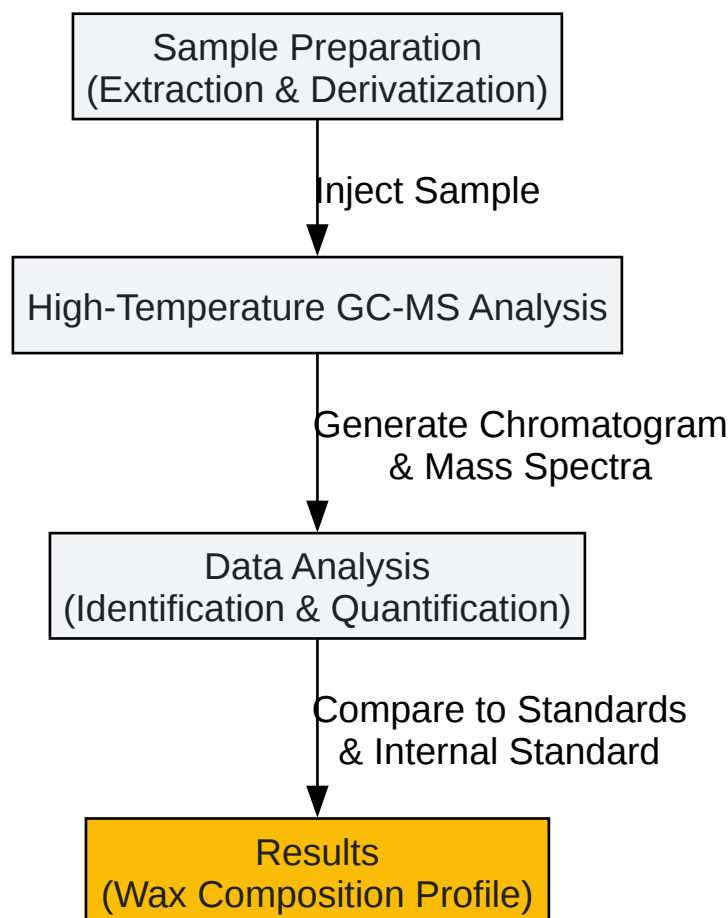 Sample Preparation
(Extraction & Derivatization)
Inject Sample
High-Temperature GC-MS Analysis
Generate Chromatogram
& Mass Spectra
Data Analysis
(Identification & Quantification)
Compare to Standards
& Internal Standard
Results
(Wax Composition Profile)